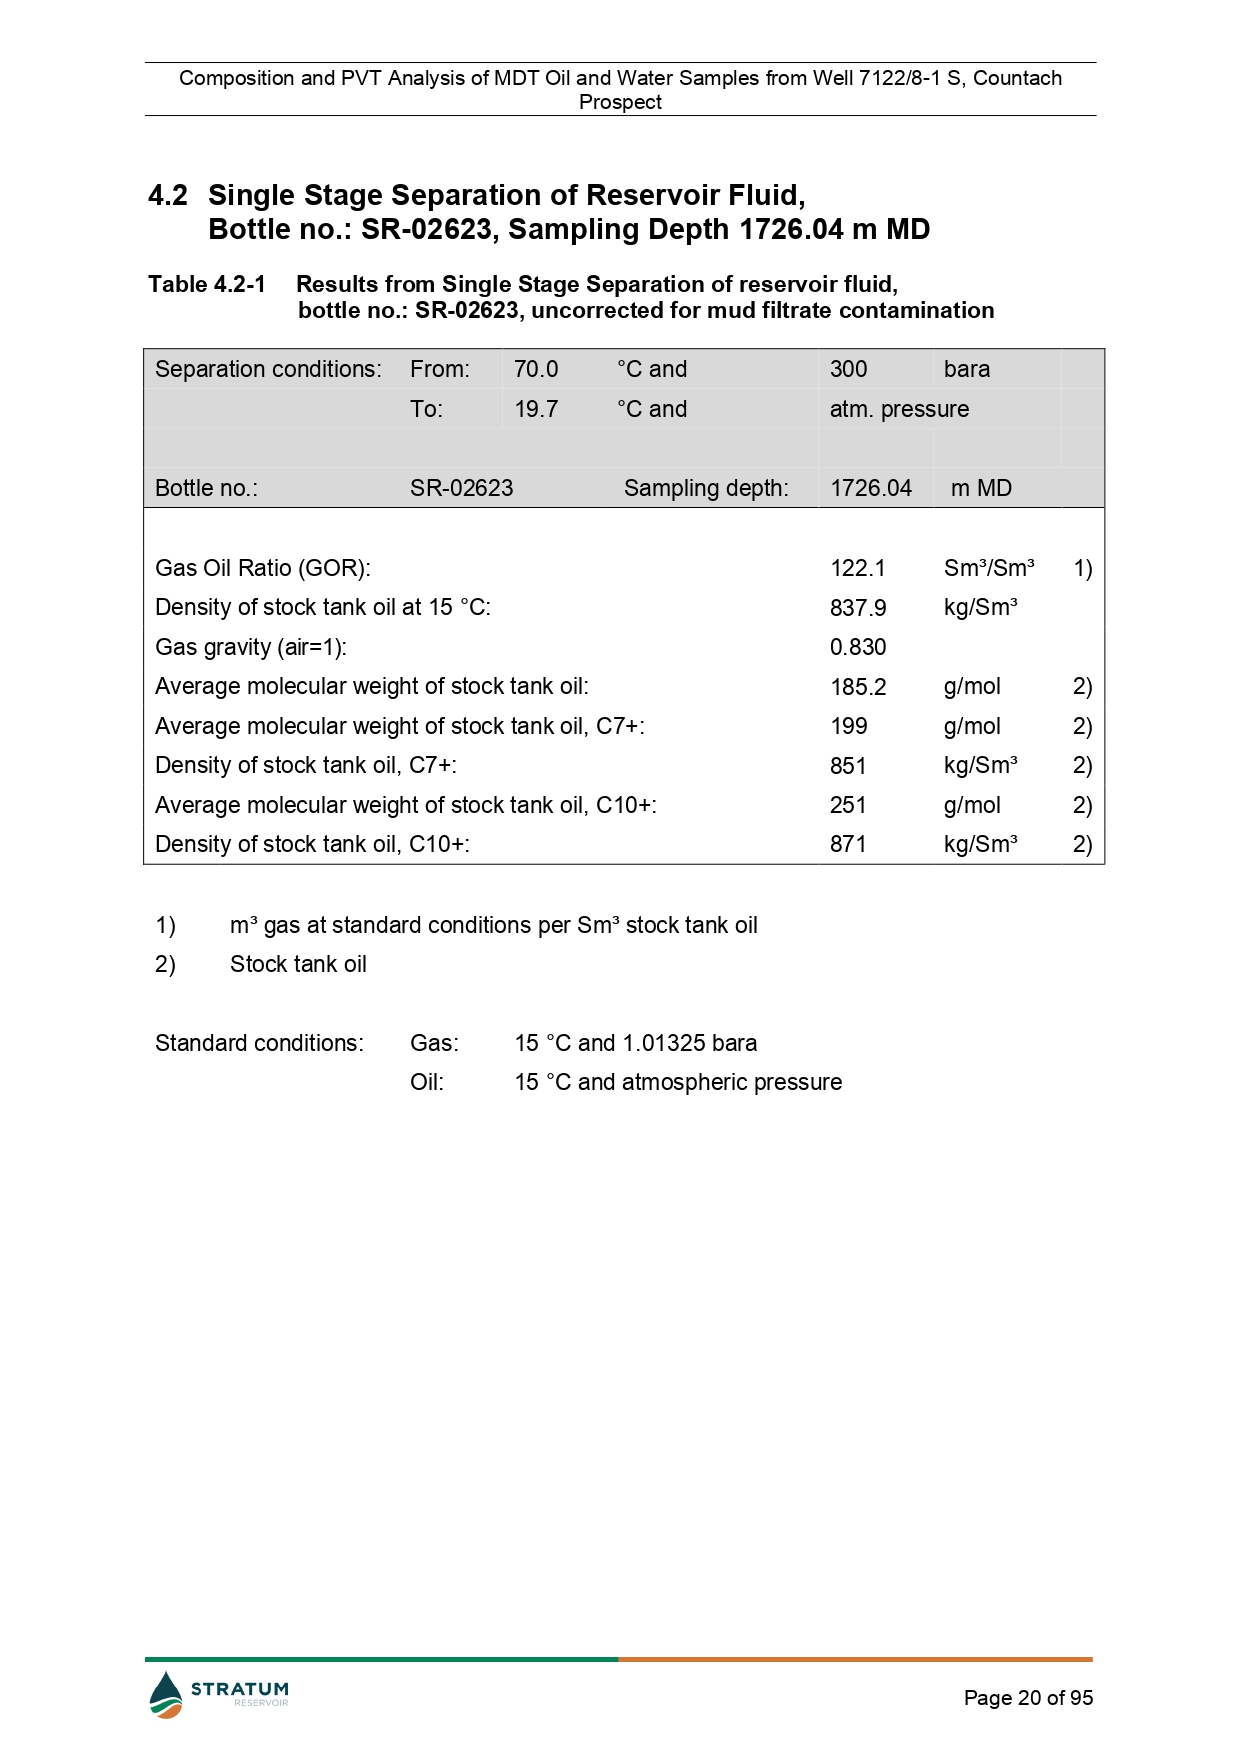 Composition and PVT Analysis of MDT Oil and Water Samples from Well 7122/8-1 S, Countach
Prospect
4.2 Single Stage Separation of Reservoir Fluid,
Bottle no.: SR-02623, Sampling Depth 1726.04 m MD
Table 4.2-1 Results from Single Stage Separation of reservoir fluid,
bottle no.: SR-02623, uncorrected for mud filtrate contamination
Separation conditions: From: 70.0 °C and 300 bara
To: 19.7 °C and atm. pressure
Bottle no.: SR-02623 Sampling depth: 1726.04 m MD
Gas Oil Ratio (GOR): 122.1 Sm³/Sm³ 1)
Density of stock tank oil at 15 °C: 837.9 kg/Sm³
Gas gravity (air=1): 0.830
Average molecular weight of stock tank oil: 185.2 g/mol 2)
Average molecular weight of stock tank oil, C7+: 199 g/mol 2)
Density of stock tank oil, C7+: 851 kg/Sm³ 2)
Average molecular weight of stock tank oil, C10+: 251 g/mol 2)
Density of stock tank oil, C10+: 871 kg/Sm³ 2)
1) m³ gas at standard conditions per Sm³ stock tank oil
2) Stock tank oil
Standard conditions: Gas: 15 °C and 1.01325 bara
Oil: 15 °C and atmospheric pressure
STRATUM
RESERVOIR
Page 20 of 95